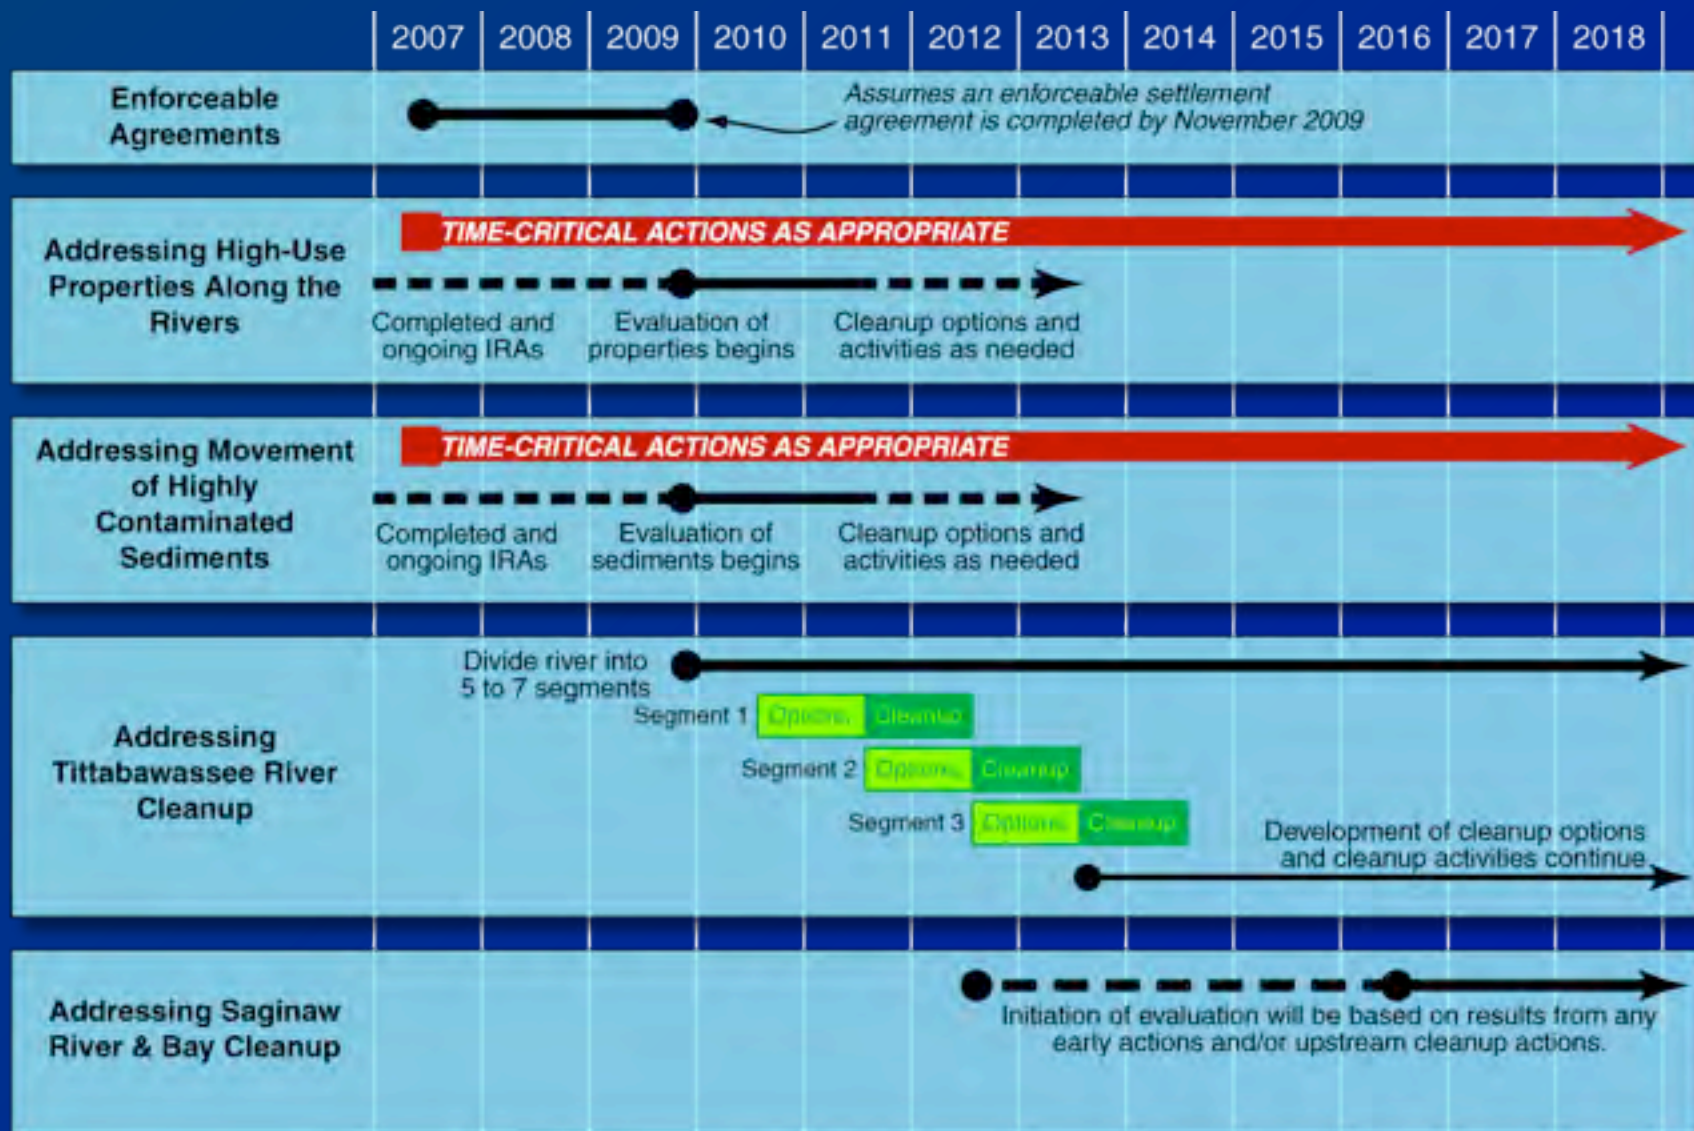 2007 2008 2009 2010 2011 2012 2013 2014 2015 2016 2017 2018
Enforceable
Agreements
Assumes an enforceable settlement
agreement is completed by November 2009
Addressing High-Use
Properties Along the
Rivers
TIME-CRITICAL ACTIONS AS APPROPRIATE
Completed and
ongoing IRAs
Evaluation of
properties begins
Cleanup options and
activities as needed
Addressing Movement
of Highly
Contaminated
Sediments
TIME-CRITICAL ACTIONS AS APPROPRIATE
Completed and
ongoing IRAs
Evaluation of
sediments begins
Cleanup options and
activities as needed
Addressing
Tittabawassee River
Cleanup
Divide river into
5 to 7 segments
Segment 1 Options Cleanup
Segment 2 Options Cleanup
Segment 3 Options Cleanup
Development of cleanup options
and cleanup activities continue
Addressing Saginaw
River & Bay Cleanup
Initiation of evaluation will be based on results from any
early actions and/or upstream cleanup actions.